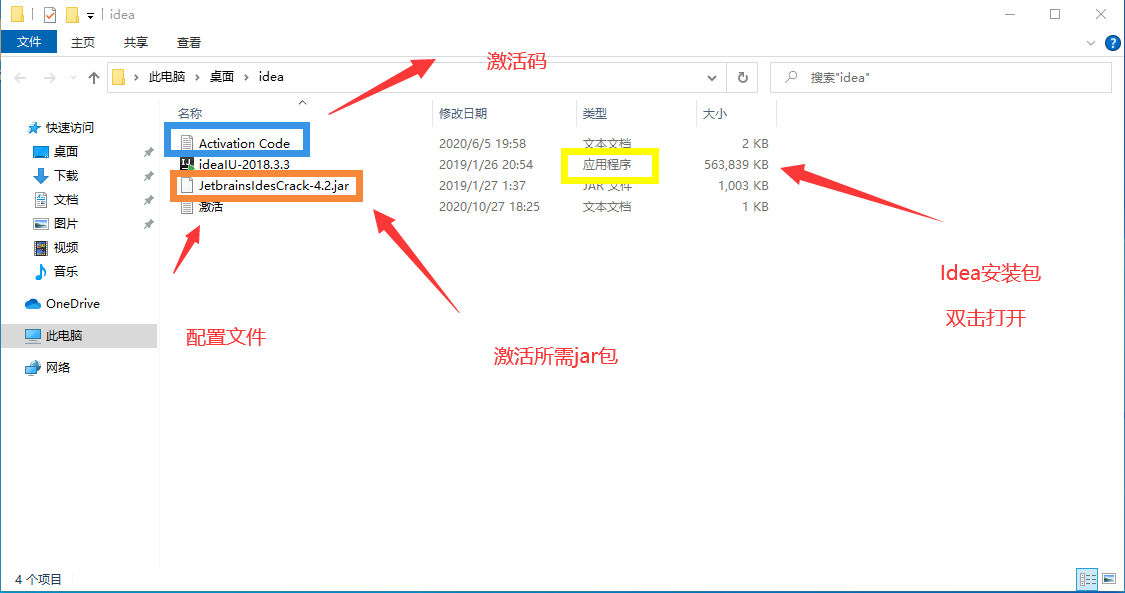 idea
文件 主页 共享 查看
此电脑 桌面 idea 搜索"idea"
激活码
名称 修改日期 类型 大小
Activation Code 2020/6/5 19:58 文本文档 2 KB
ideaIU-2018.3.3 2019/1/26 20:54 应用程序 563,839 KB
JetbrainsIdesCrack-4.2.jar 2019/1/27 1:37 JAR 文件 1,003 KB
激活 2020/10/27 18:25 文本文档 1 KB
快速访问
桌面
下载
文档
图片
视频
音乐
OneDrive
此电脑
网络
Idea安装包
双击打开
配置文件
激活所需jar包
4 个项目